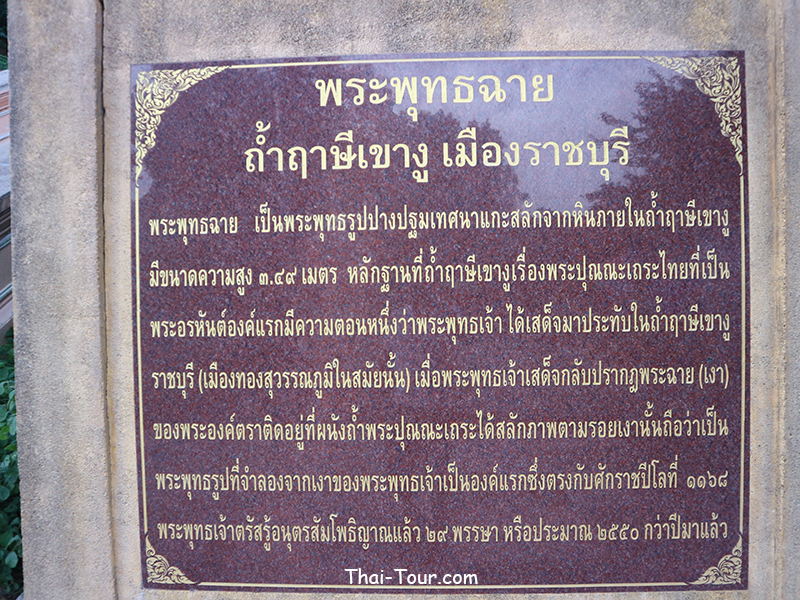 พระพุทธฉาย
ถ้ำฤาษีเขางู เมืองราชบุรี
พระพุทธฉาย เป็นพระพุทธรูปปางปฐมเทศนาแกะสลักจากหินภายในถ้ำฤาษีเขางู
มีขนาดความสูง ๓.๔๙ เมตร หลักฐานที่ถ้ำฤาษีเขางูเรื่องพระปุณณะเถระไทยที่เป็น
พระอรหันต์องค์แรกมีความตอนหนึ่งว่าพระพุทธเจ้า ได้เสด็จมาประทับในถ้ำฤาษีเขางู
ราชบุรี (เมืองทองสุวรรณภูมิในสมัยนั้น) เมื่อพระพุทธเจ้าเสด็จกลับปรากฎพระฉาย (เงา)
ของพระองค์ตราติดอยู่ที่ผนังถ้ำพระปุณณะเถระได้สลักภาพตามรอยเงานั้นถือว่าเป็น
พระพุทธรูปที่จำลองจากเงาของพระพุทธเจ้าเป็นองค์แรกซึ่งตรงกับศักราชปีโลที่ ๑๑๖๘
พระพุทธเจ้าตรัสรู้อนุตรสัมโพธิญาณแล้ว ๒๙ พรรษา หรือประมาณ ๒๕๕๐ กว่าปีมาแล้ว
Thai-Tour.com